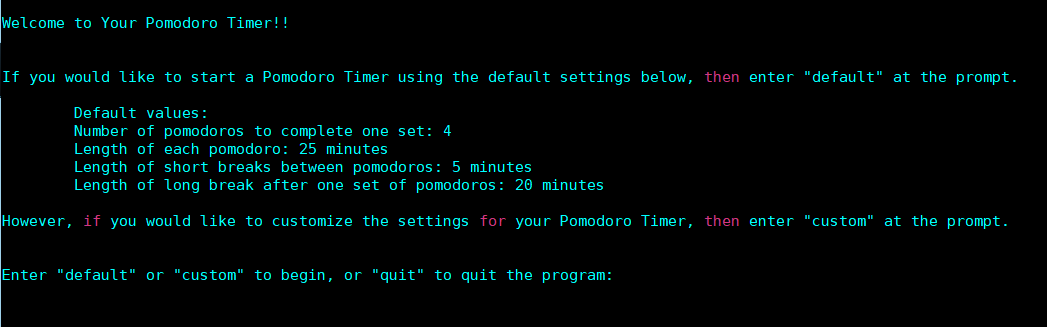 Welcome to Your Pomodoro Timer!!
If you would like to start a Pomodoro Timer using the default settings below, then enter "default" at the prompt.
Default values:
Number of pomodoros to complete one set: 4
Length of each pomodoro: 25 minutes
Length of short breaks between pomodoros: 5 minutes
Length of long break after one set of pomodoros: 20 minutes
However, if you would like to customize the settings for your Pomodoro Timer, then enter "custom" at the prompt.
Enter "default" or "custom" to begin, or "quit" to quit the program: